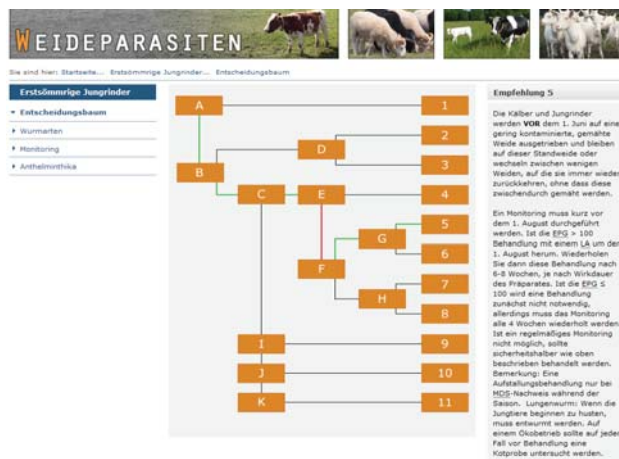 WEIDEPARASITEN
Sie sind hier: Startseite... Erstsömmrige Jungrinder... Entscheidungsbaum
Erstsömmrige Jungrinder
Entscheidungsbaum
Wurmarten
Monitoring
Anthelminthika
A
1
2
D
3
B
C
E
4
5
G
6
F
7
H
8
I
9
J
10
K
11
Empfehlung 5
Die Kälber und Jungrinder
werden VOR dem 1. Juni auf eine
gering kontaminierte, gemähte
Weide ausgetrieben und bleiben
auf dieser Standweide oder
wechseln zwischen wenigen
Weiden, auf die sie immer wieder
zurückkehren, ohne dass diese
zwischendurch gemäht werden.
Ein Monitoring muss kurz vor
dem 1. August durchgeführt
werden. Ist die EPG > 100
Behandlung mit einem LA um den
1. August herum. Wiederholen
Sie dann diese Behandlung nach
6-8 Wochen, je nach Wirkdauer
des Präparates. Ist die EPG ≤
100 wird eine Behandlung
zunächst nicht notwendig,
allerdings muss das Monitoring
alle 4 Wochen wiederholt werden.
Ist ein regelmäßiges Monitoring
nicht möglich, sollte
sicherheitshalber wie oben
beschrieben behandelt werden.
Bemerkung: Eine
Aufstallungsbehandlung nur bei
MDS-Nachweis während der
Saison. Lungenwurm: Wenn die
Jungtiere beginnen zu husten,
muss entwurmt werden. Auf
einem Ökobetrieb sollte auf jeden
Fall vor Behandlung eine
Kotprobe untersucht werden.